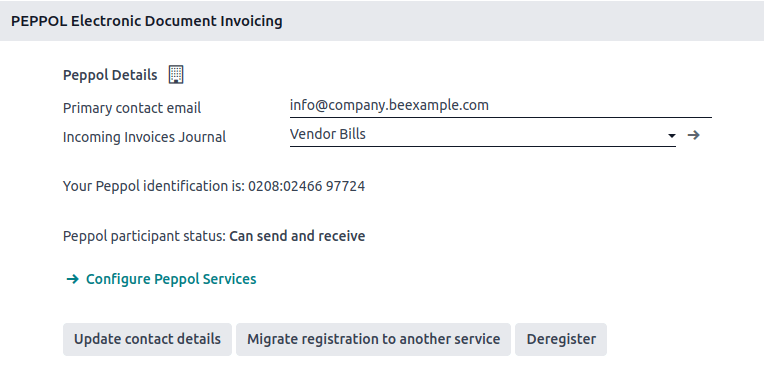 PEPPOL Electronic Document Invoicing
Peppol Details
Primary contact email info@company.beexample.com
Incoming Invoices Journal Vendor Bills
Your Peppol identification is: 0208:02466 97724
Peppol participant status: Can send and receive
Configure Peppol Services
Update contact details Migrate registration to another service Deregister